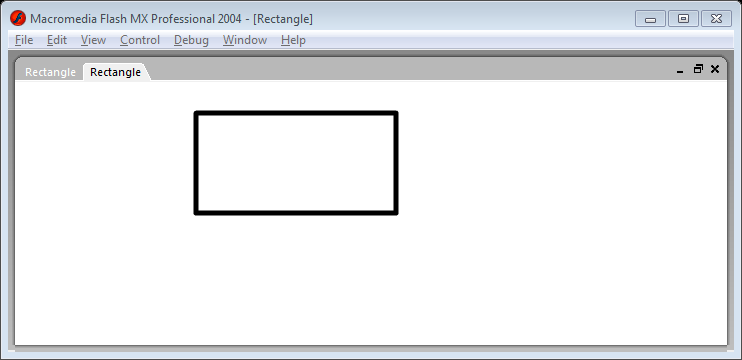 Macromedia Flash MX Professional 2004 - [Rectangle]
File Edit View Control Debug Window Help
Rectangle Rectangle